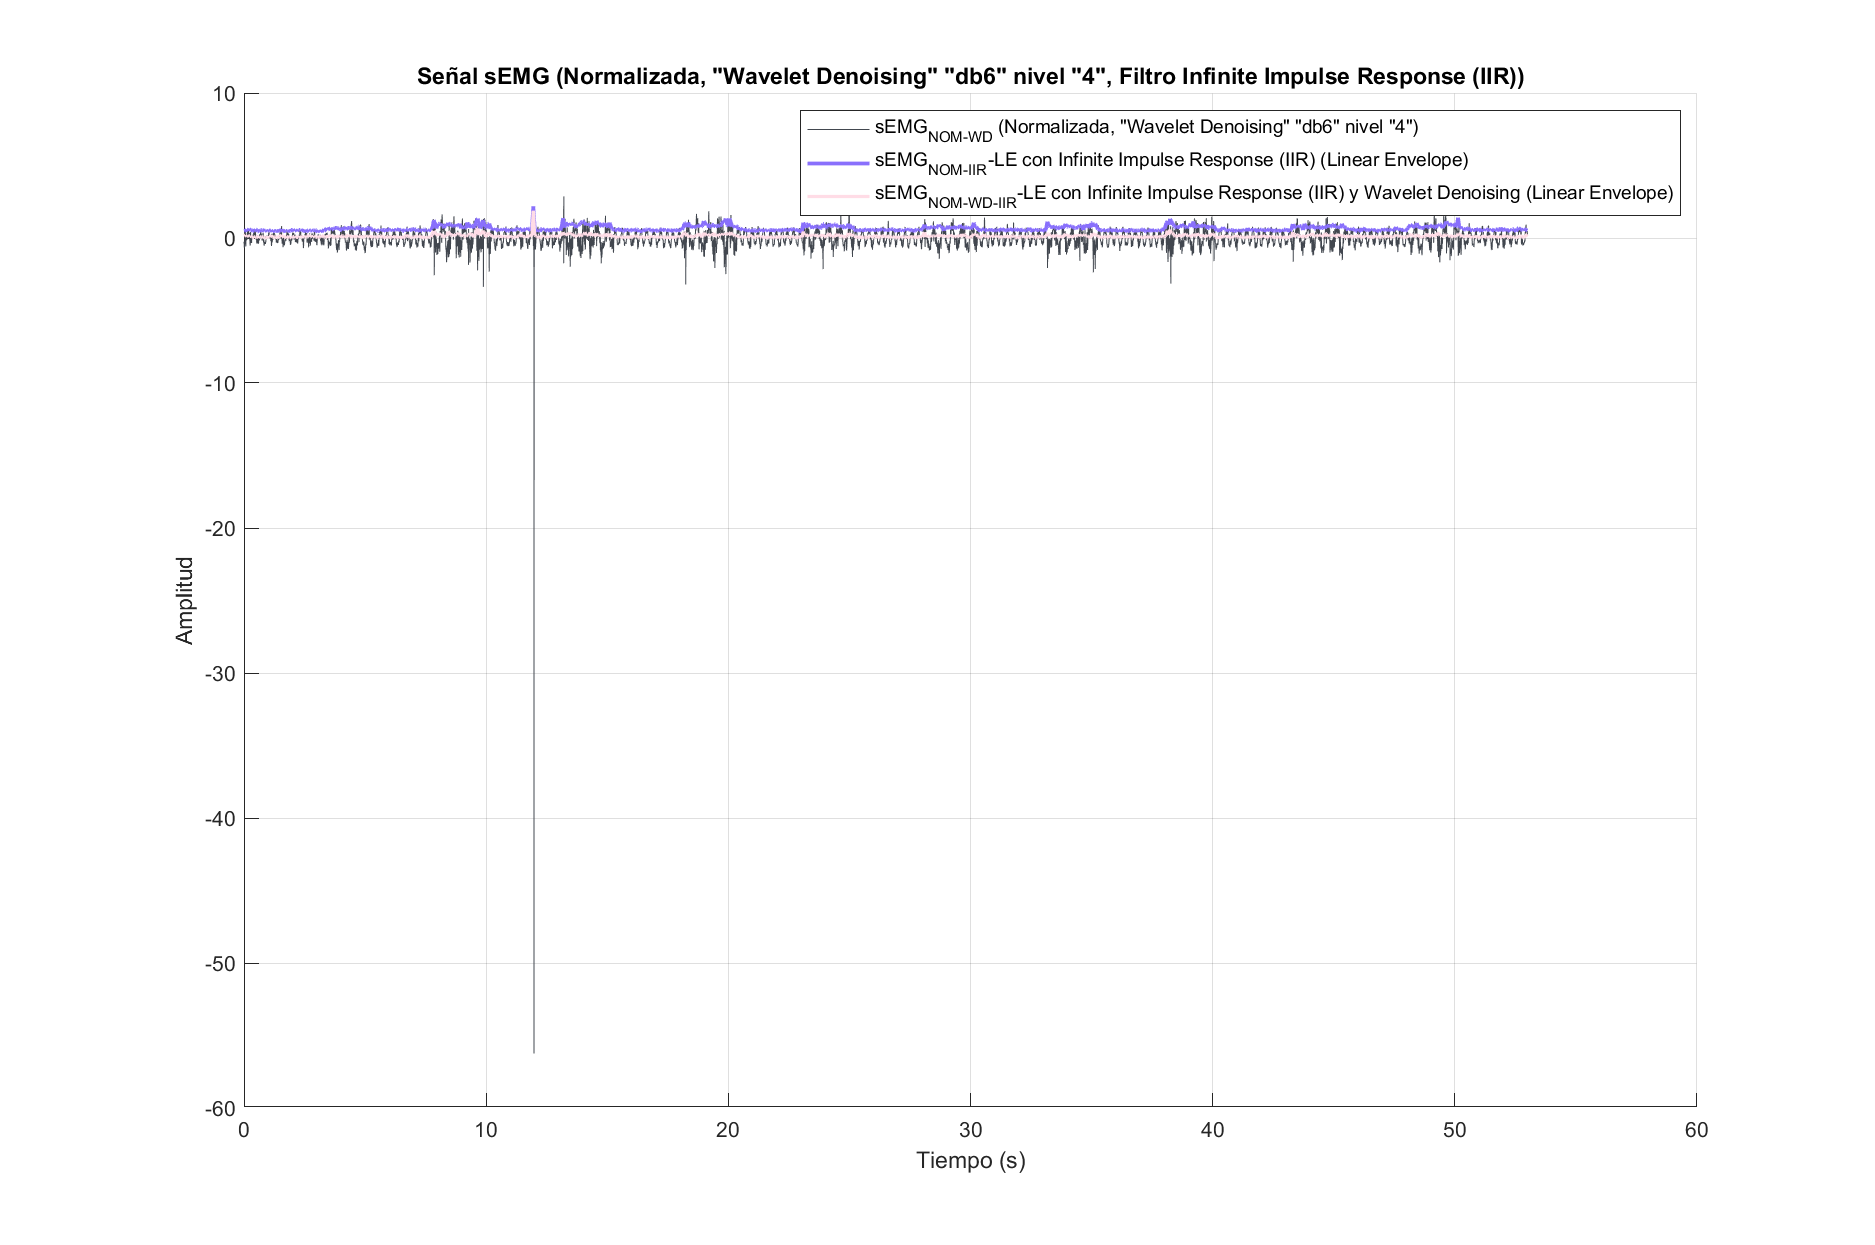 Señal sEMG (Normalizada, "Wavelet Denoising" "db6" nivel "4", Filtro Infinite Impulse Response (IIR))
sEMG_NOM-WD (Normalizada, "Wavelet Denoising" "db6" nivel "4")
sEMG_NOM-IIR-LE con Infinite Impulse Response (IIR) (Linear Envelope)
sEMG_NOM-WD-IIR-LE con Infinite Impulse Response (IIR) y Wavelet Denoising (Linear Envelope)
10
0
-10
-20
-30
-40
-50
-60
Amplitud
0 10 20 30 40 50 60
Tiempo (s)